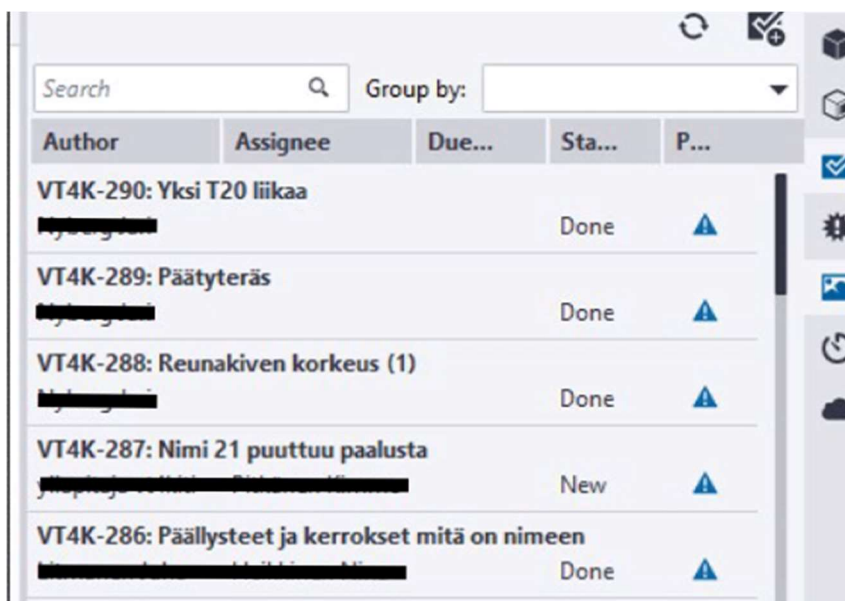 Search Group by:
Author Assignee Due... Sta... P...
VT4K-290: Yksi T20 liikaa
Done
VT4K-289: Päätyteräs
Done
VT4K-288: Reunakiven korkeus (1)
Done
VT4K-287: Nimi 21 puuttuu paalusta
New
VT4K-286: Päällysteet ja kerrokset mitä on nimeen
Done